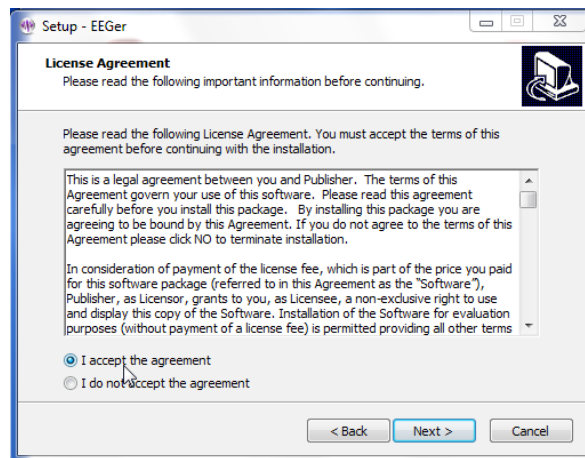 Setup - EEGer
License Agreement
Please read the following important information before continuing.
Please read the following License Agreement. You must accept the terms of this
agreement before continuing with the installation.
This is a legal agreement between you and Publisher.  The terms of this
Agreement govern your use of this software.  Please read this agreement
carefully before you install this package.   By installing this package you are
agreeing to be bound by this Agreement. If you do not agree to the terms of this
Agreement please click NO to terminate installation.
In consideration of payment of the license fee, which is part of the price you paid
for this software package (referred to in this Agreement as the "Software"),
Publisher, as Licensor, grants to you, as Licensee, a non-exclusive right to use
and display this copy of the Software. Installation of the Software for evaluation
purposes (without payment of a license fee) is permitted providing all other terms
I accept the agreement
I do not accept the agreement
< Back
Next >
Cancel